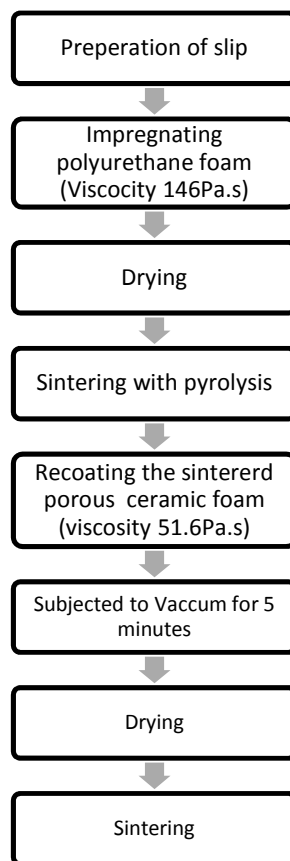 Preperation of slip
Impregnating
polyurethane foam
(Viscocity 146Pa.s)
Drying
Sintering with pyrolysis
Recoating the sintererd
porous ceramic foam
(viscosity 51.6Pa.s)
Subjected to Vaccum for 5
minutes
Drying
Sintering